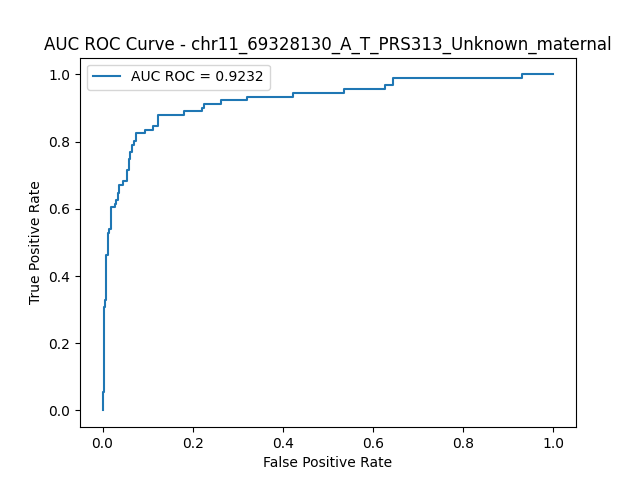 AUC ROC Curve - chr11_69328130_A_T_PRS313_Unknown_maternal
AUC ROC = 0.9232
True Positive Rate
1.0
0.8
0.6
0.4
0.2
0.0
0.0 0.2 0.4 0.6 0.8 1.0
False Positive Rate